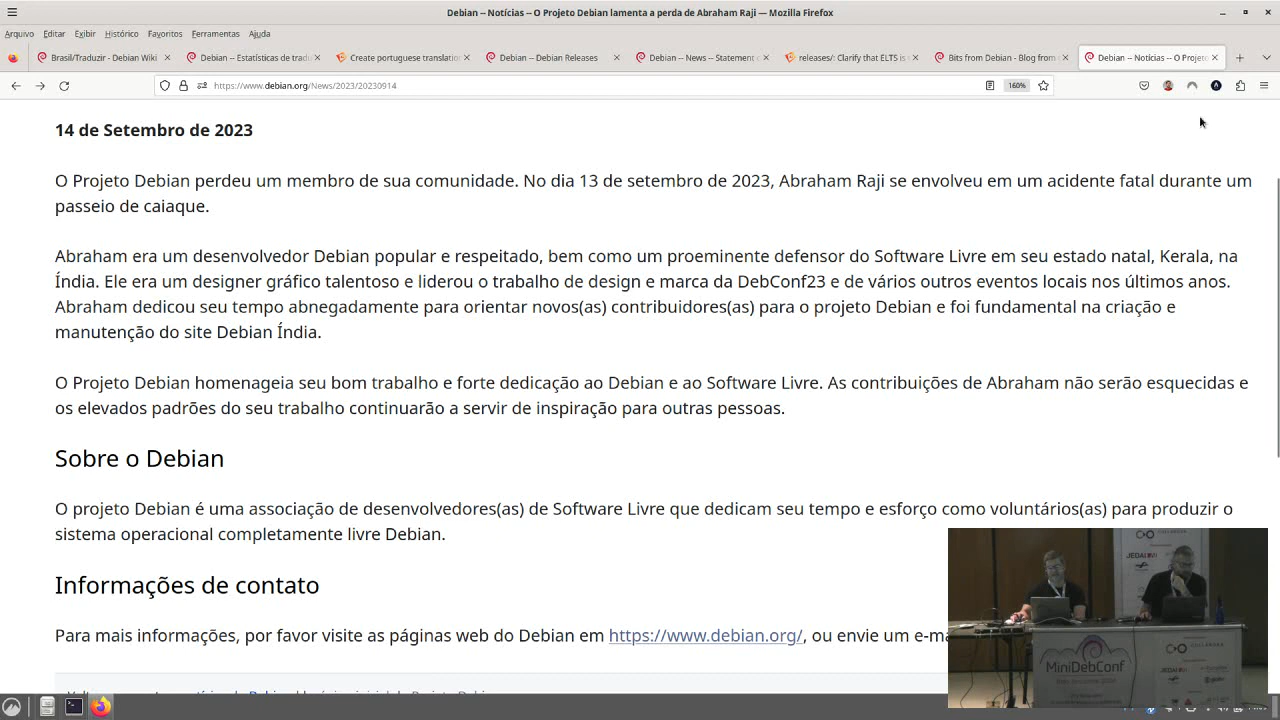 Debian -- Notícias -- O Projeto Debian lamenta a perda de Abraham Raji — Mozilla Firefox
Arquivo Editar Exibir Histórico Favoritos Ferramentas Ajuda
Brasil/Traduzir - Debian Wiki
Debian -- Estatísticas de tradu
Create portuguese translation
Debian -- Debian Releases
Debian -- News -- Statement
releases/: Clarify that ELTS is
Bits from Debian - Blog from
Debian -- Notícias -- O Projeto
https://www.debian.org/News/2023/20230914
160%
14 de Setembro de 2023
O Projeto Debian perdeu um membro de sua comunidade. No dia 13 de setembro de 2023, Abraham Raji se envolveu em um acidente fatal durante um
passeio de caiaque.
Abraham era um desenvolvedor Debian popular e respeitado, bem como um proeminente defensor do Software Livre em seu estado natal, Kerala, na
Índia. Ele era um designer gráfico talentoso e liderou o trabalho de design e marca da DebConf23 e de vários outros eventos locais nos últimos anos.
Abraham dedicou seu tempo abnegadamente para orientar novos(as) contribuidores(as) para o projeto Debian e foi fundamental na criação e
manutenção do site Debian Índia.
O Projeto Debian homenageia seu bom trabalho e forte dedicação ao Debian e ao Software Livre. As contribuições de Abraham não serão esquecidas e
os elevados padrões do seu trabalho continuarão a servir de inspiração para outras pessoas.
Sobre o Debian
O projeto Debian é uma associação de desenvolvedores(as) de Software Livre que dedicam seu tempo e esforço como voluntários(as) para produzir o
sistema operacional completamente livre Debian.
Informações de contato
Para mais informações, por favor visite as páginas web do Debian em https://www.debian.org/, ou envie um e-ma
MiniDebConf
COLLABORA